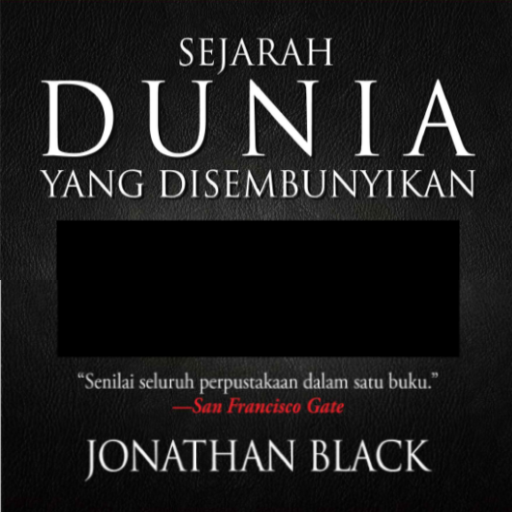 SEJARAH
DUNIA
YANG DISEMBUNYIKAN
“Senilai seluruh perpustakaan dalam satu buku.”
—San Francisco Gate
JONATHAN BLACK